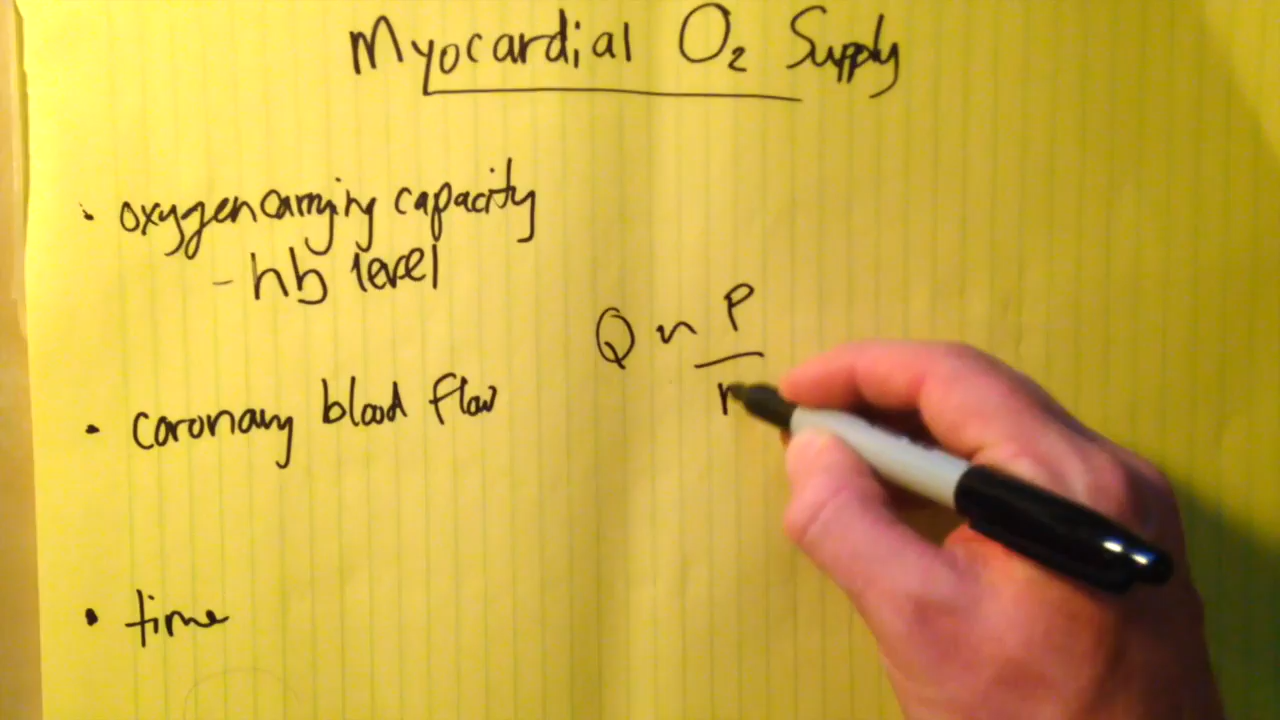 Myocardial O₂ Supply
• oxygen carrying capacity
- hb level
Q ~ P
r
• coronary blood flow
• time